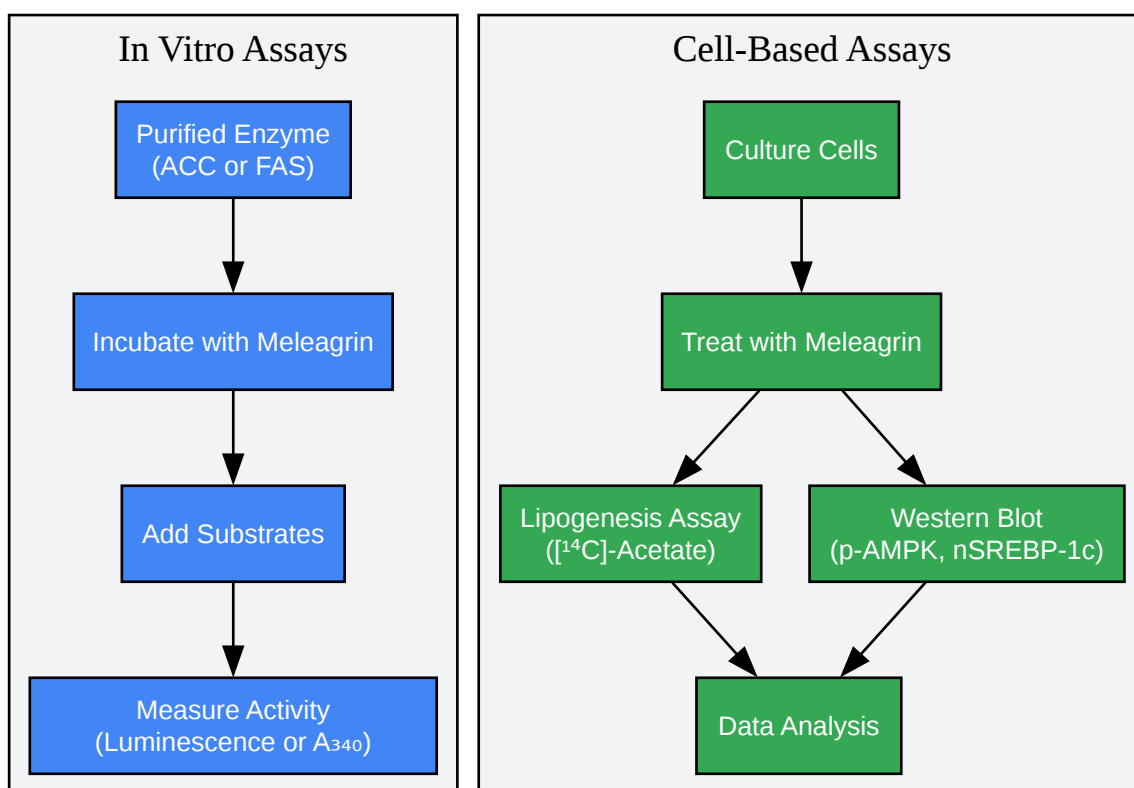 In Vitro Assays
Purified Enzyme
(ACC or FAS)
Incubate with Meleagrin
Add Substrates
Measure Activity
(Luminescence or A₃₄₀)
Cell-Based Assays
Culture Cells
Treat with Meleagrin
Lipogenesis Assay
([¹⁴C]-Acetate)
Western Blot
(p-AMPK, nSREBP-1c)
Data Analysis